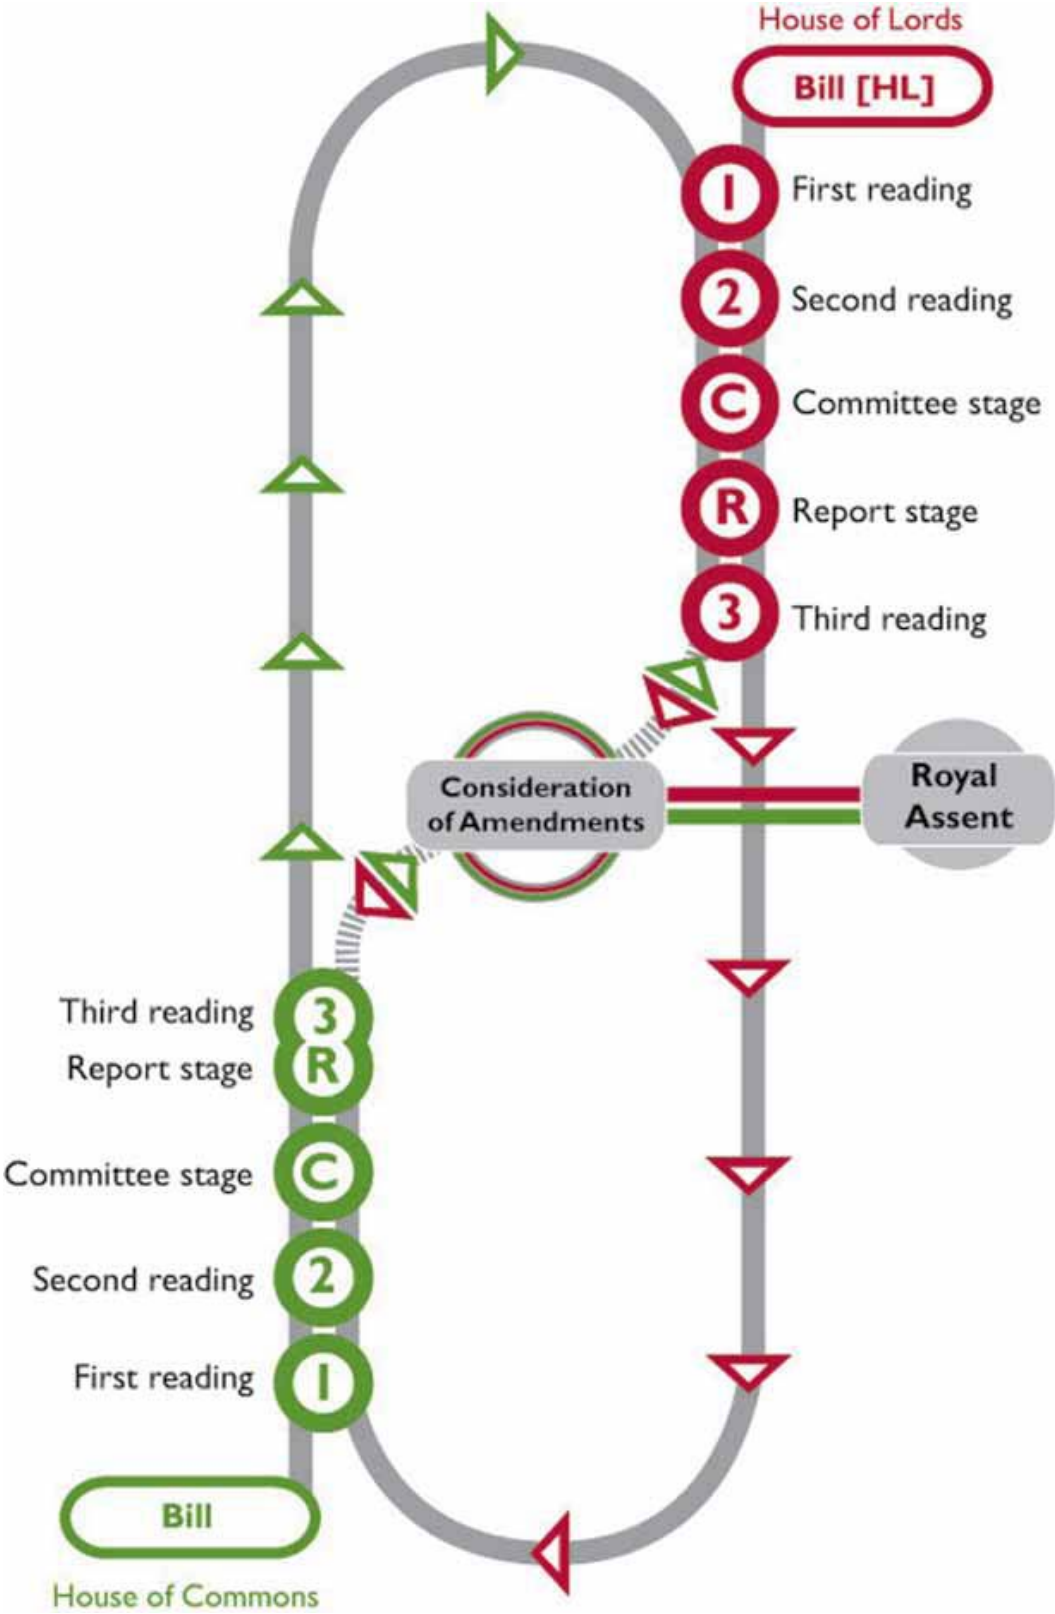 House of Lords
Bill [HL]
1 First reading
2 Second reading
C Committee stage
R Report stage
3 Third reading
Consideration
of Amendments
Royal
Assent
Third reading 3
Report stage R
Committee stage C
Second reading 2
First reading 1
Bill
House of Commons